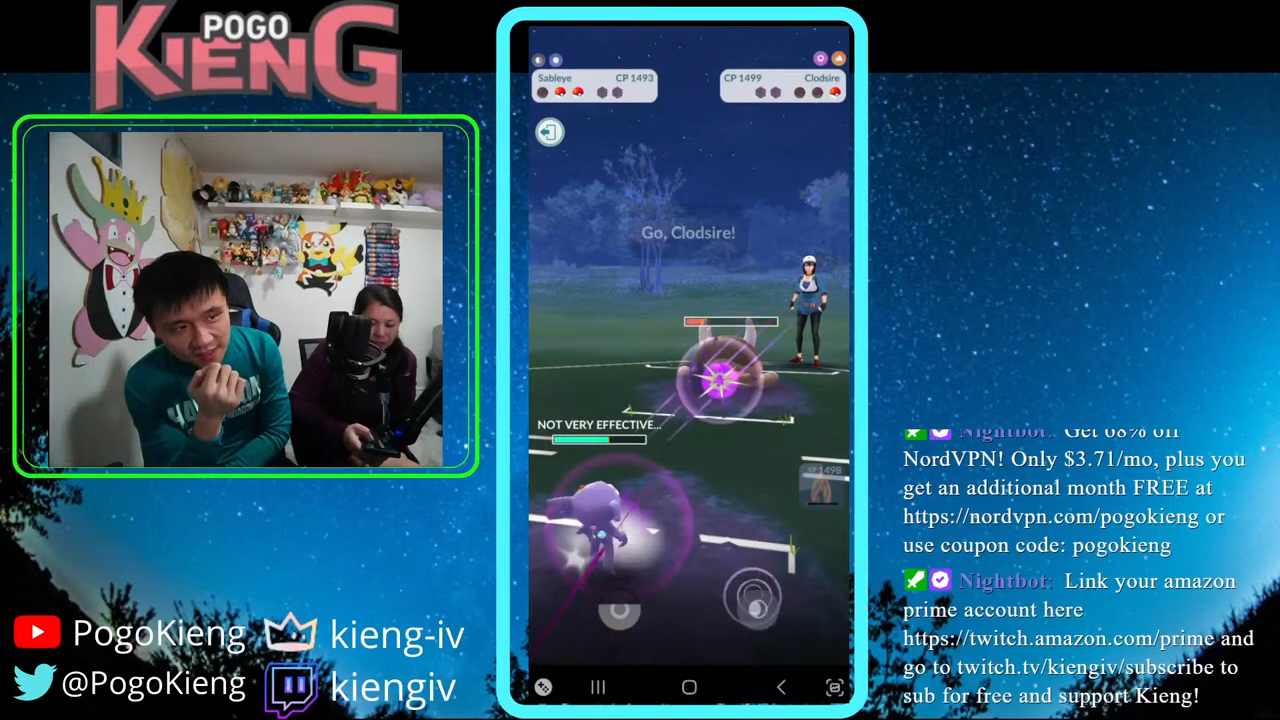 POGO
KIENG
Sableye CP 1493
CP 1499 Clodsire
Go, Clodsire!
NOT VERY EFFECTIVE...
CP 1498
Nightbot: Get 68% off
NordVPN! Only $3.71/mo, plus you
get an additional month FREE at
https://nordvpn.com/pogokieng or
use coupon code: pogokieng
Nightbot: Link your amazon
prime account here
https://twitch.amazon.com/prime and
go to twitch.tv/kiengiv/subscribe to
sub for free and support Kieng!
PogoKieng kieng-iv
@PogoKieng kiengiv